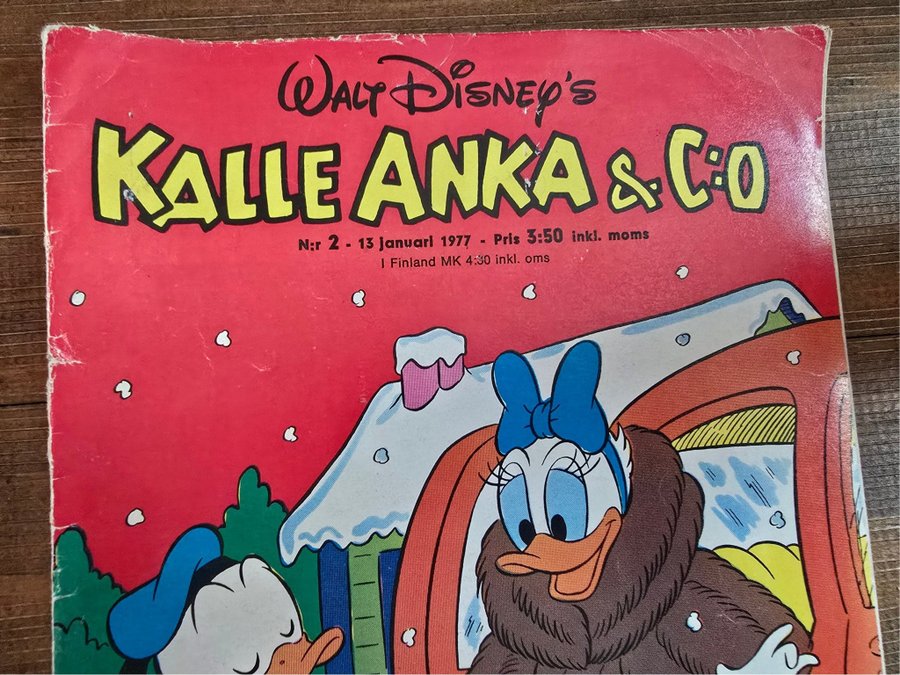 WALT DISNEY'S
KALLE ANKA & C:O
N:r 2 - 13 januari 1977 - Pris 3:50 inkl. moms
I Finland MK 4:30 inkl. oms